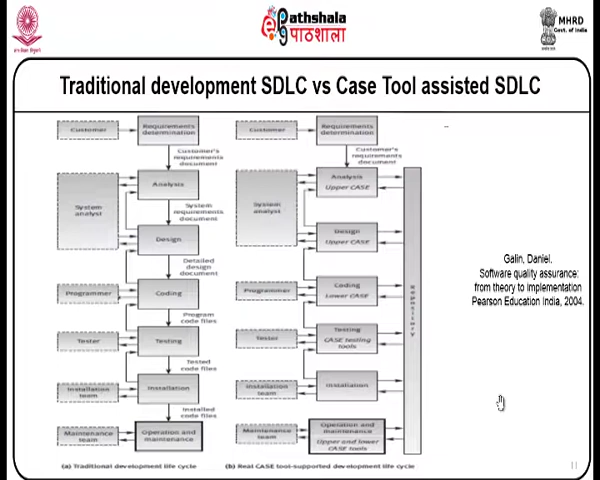 ePathshala
पाठशाला
MHRD
Govt. of India
Traditional development SDLC vs Case Tool assisted SDLC
Customer
Requirements
determination
Customer's
requirements
document
System
analyst
Analysis
System
requirements
document
Design
Detailed
design
document
Programmer
Coding
Program
code files
Tester
Testing
Tested
code files
Installation
team
Installation
Installed
code files
Maintenance
team
Operation and
maintenance
(a) Traditional development life cycle
Customer
Requirements
determination
Customer's
requirements
document
System
analyst
Analysis
Upper CASE
Design
Upper CASE
Programmer
Coding
Lower CASE
Tester
Testing
CASE testing
tools
Installation
team
Installation
Maintenance
team
Operation and
maintenance
Upper and lower
CASE tools
Repository
(b) Real CASE tool-supported development life cycle
Galin, Daniel.
Software quality assurance:
from theory to implementation
Pearson Education India, 2004.
11